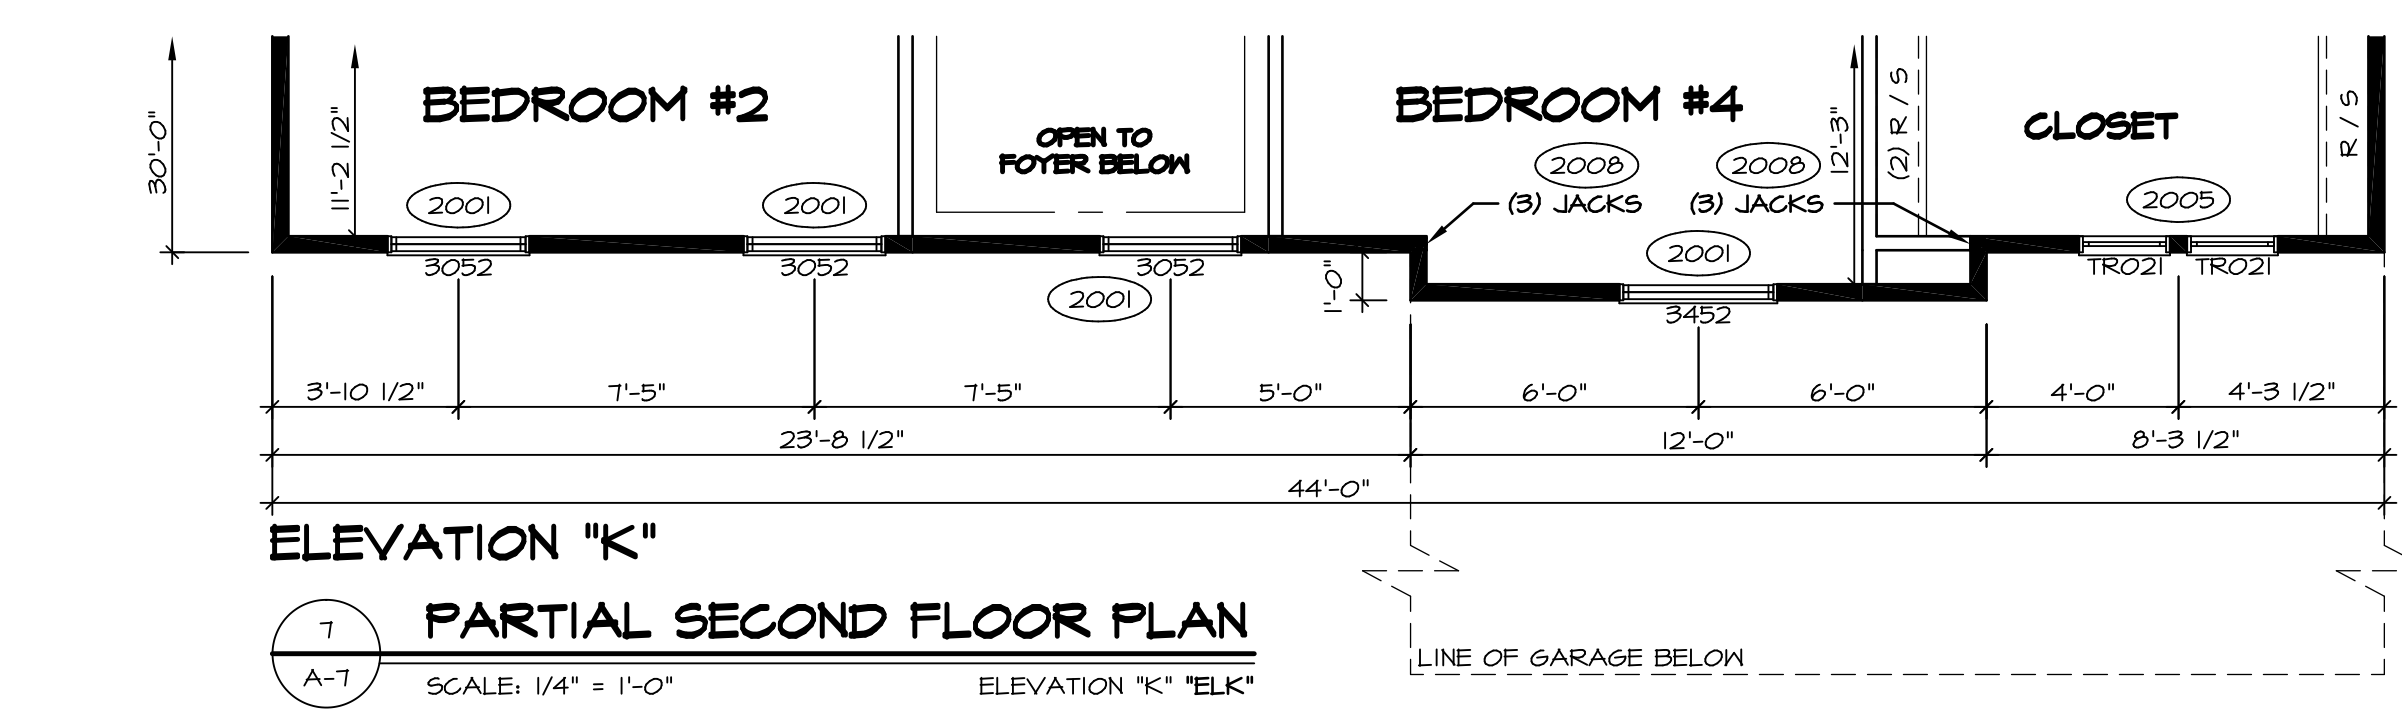 30'-0"
11'-2 1/2"
BEDROOM #2
OPEN TO
FOYER BELOW
BEDROOM #4
12'-3"
(2) R / S
CLOSET
R / S
2001
2001
2008
2008
(3) JACKS
(3) JACKS
2005
2001
3052
3052
3052
2001
1'-0"
3452
TR021
TR021
3'-10 1/2"
7'-5"
7'-5"
5'-0"
6'-0"
6'-0"
4'-0"
4'-3 1/2"
23'-8 1/2"
12'-0"
8'-3 1/2"
44'-0"
ELEVATION "K"
7
A-7
PARTIAL SECOND FLOOR PLAN
SCALE: 1/4" = 1'-0"
ELEVATION "K" "ELK"
LINE OF GARAGE BELOW